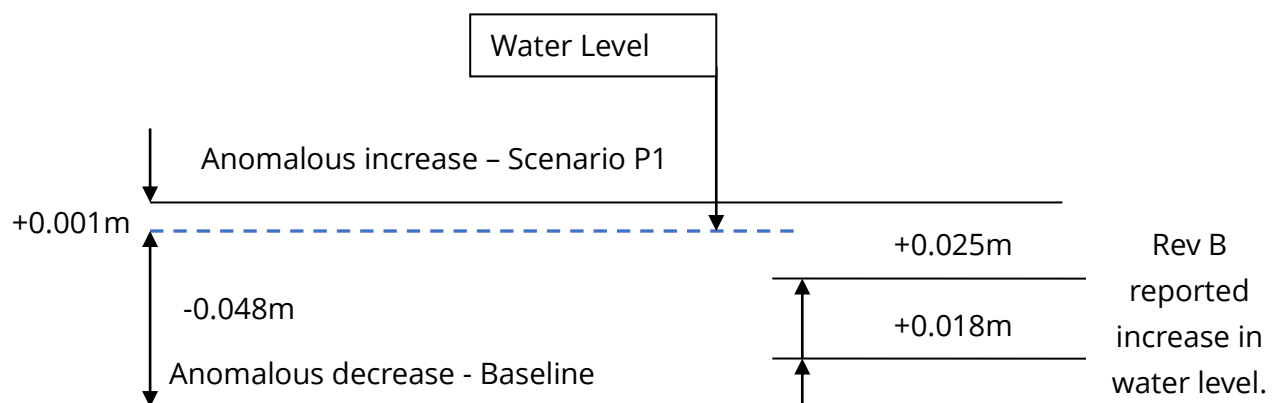 Water Level
Anomalous increase – Scenario P1
+0.001m
+0.025m
-0.048m
+0.018m
Anomalous decrease - Baseline
Rev B
reported
increase in
water level.